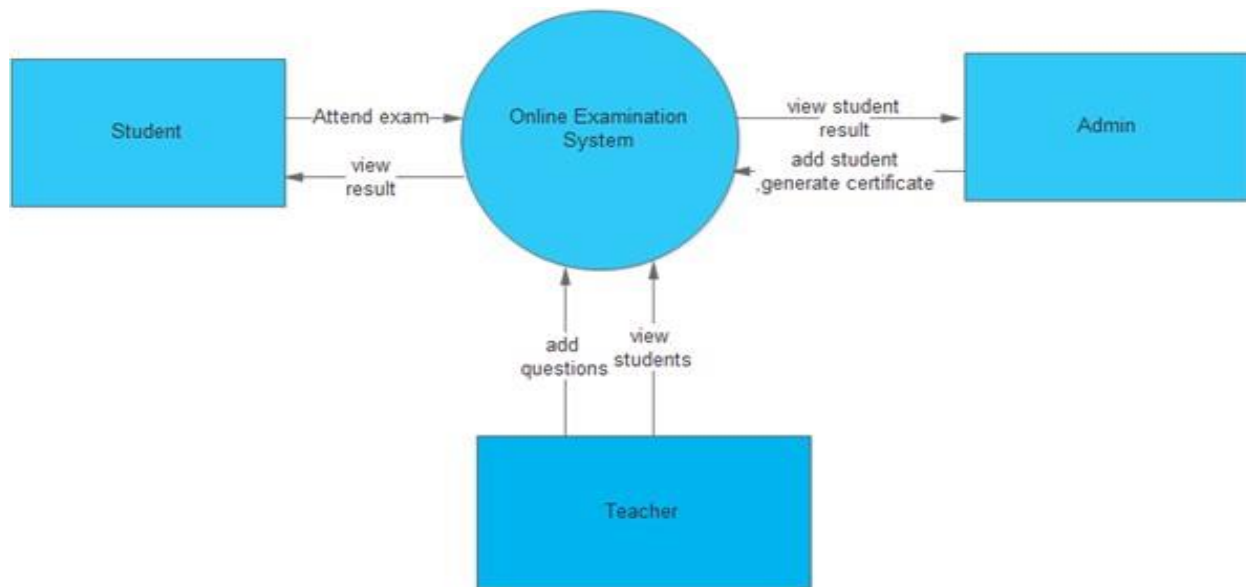 Student
Attend exam
view
result
Online Examination
System
view student
result
add student
,generate certificate
Admin
add
questions
view
students
Teacher